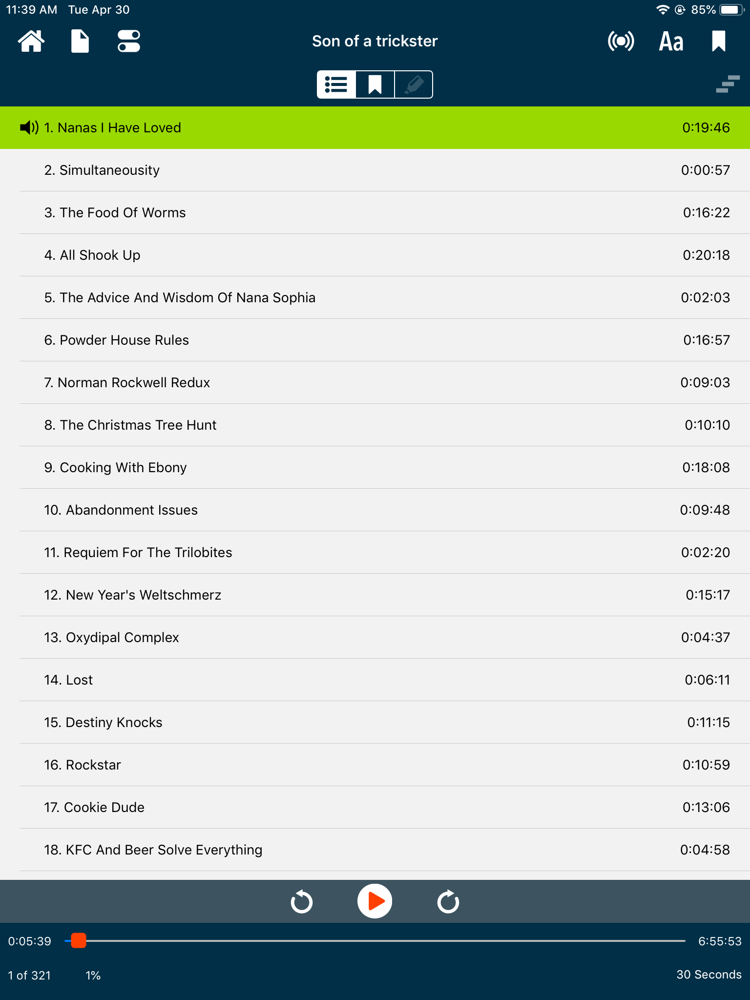 11:39 AM Tue Apr 30 85%
Son of a trickster Aa
1. Nanas I Have Loved 0:19:46
2. Simultaneousity 0:00:57
3. The Food Of Worms 0:16:22
4. All Shook Up 0:20:18
5. The Advice And Wisdom Of Nana Sophia 0:02:03
6. Powder House Rules 0:16:57
7. Norman Rockwell Redux 0:09:03
8. The Christmas Tree Hunt 0:10:10
9. Cooking With Ebony 0:18:08
10. Abandonment Issues 0:09:48
11. Requiem For The Trilobites 0:02:20
12. New Year's Weltschmerz 0:15:17
13. Oxydipal Complex 0:04:37
14. Lost 0:06:11
15. Destiny Knocks 0:11:15
16. Rockstar 0:10:59
17. Cookie Dude 0:13:06
18. KFC And Beer Solve Everything 0:04:58
0:05:39 6:55:53
1 of 321 1% 30 Seconds